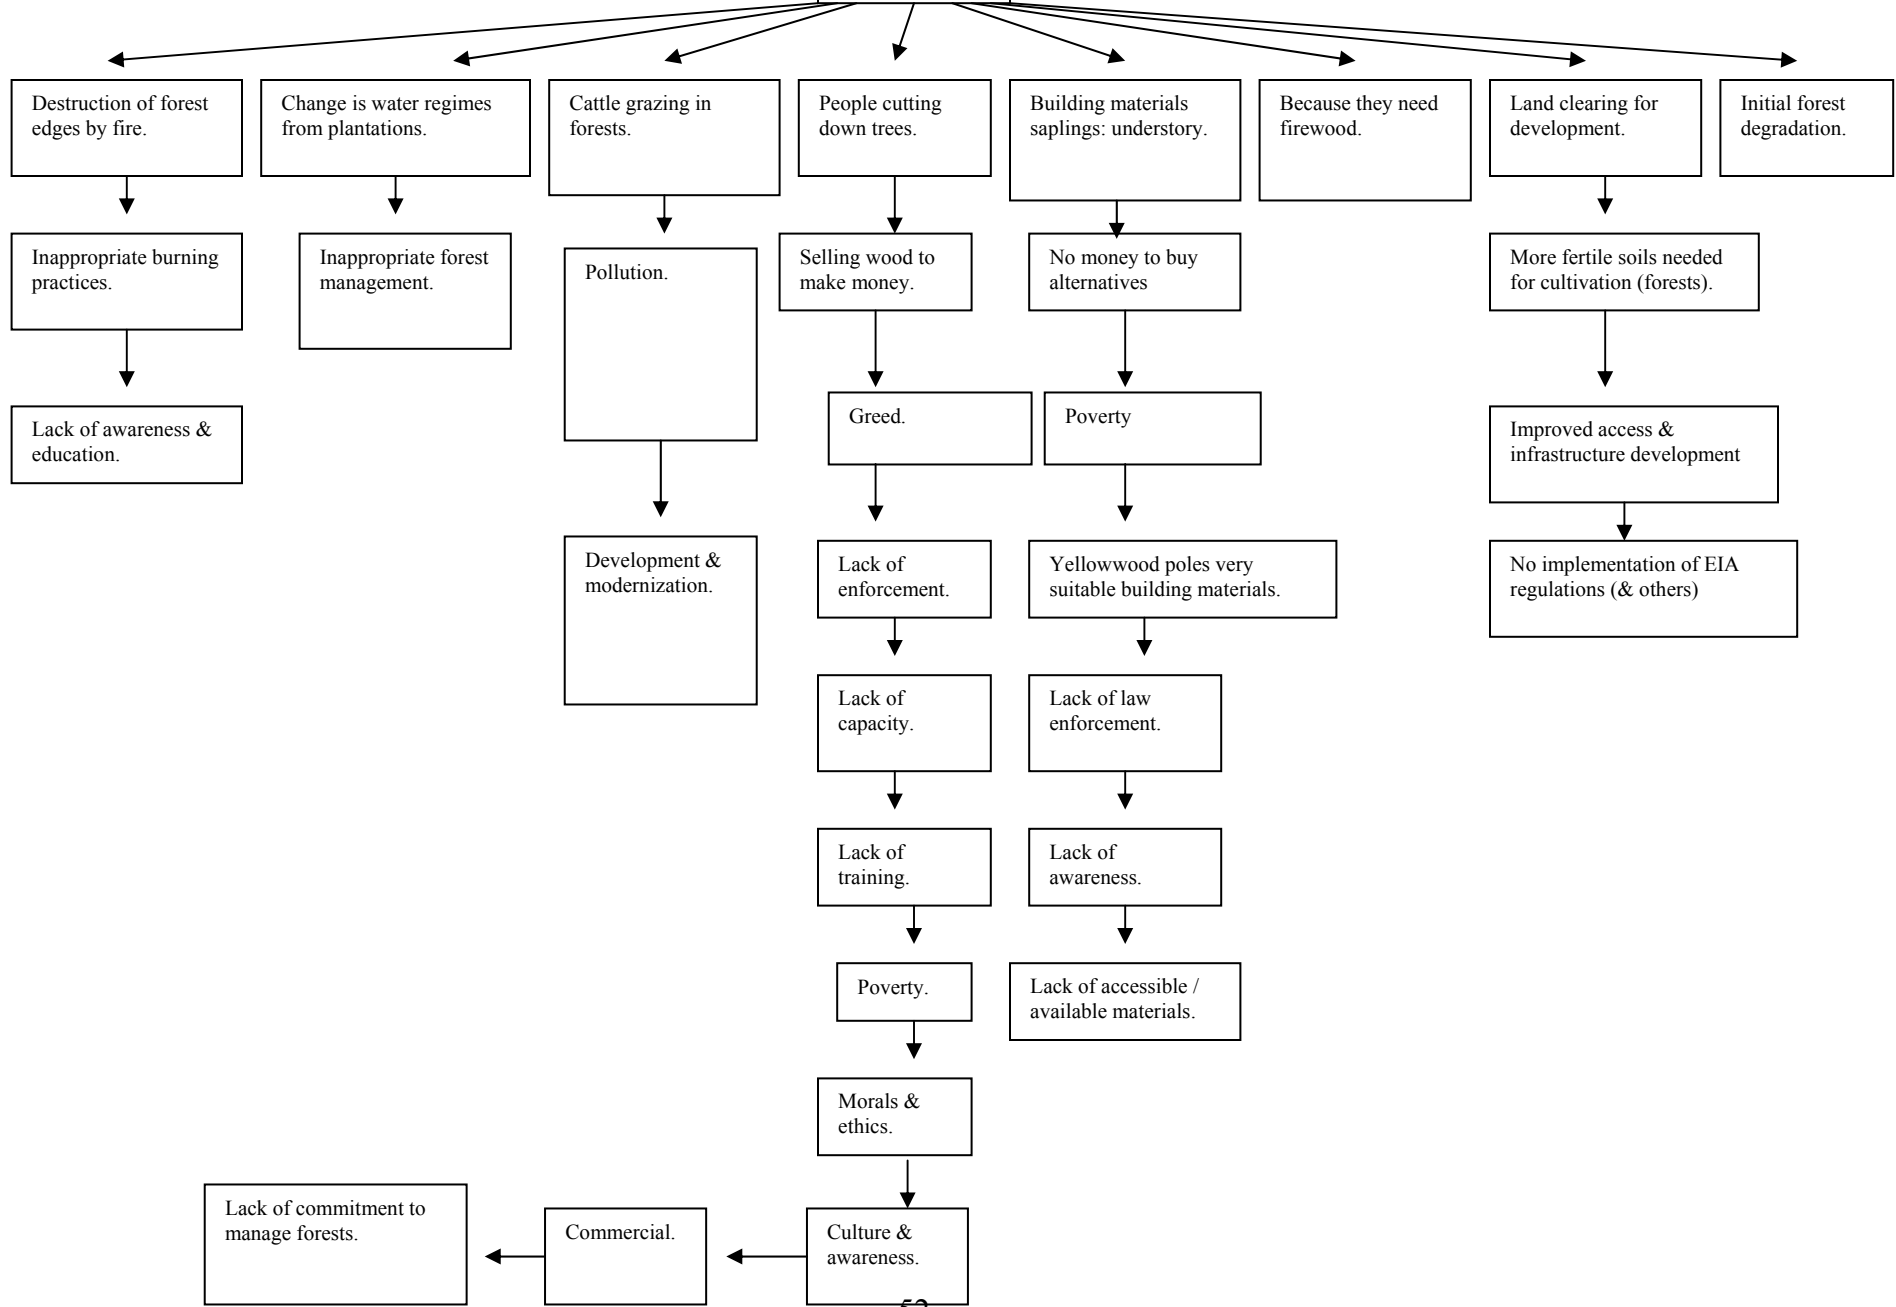 Destruction of forest
edges by fire.
Change is water regimes
from plantations.
Cattle grazing in
forests.
People cutting
down trees.
Building materials
saplings: understory.
Because they need
firewood.
Land clearing for
development.
Initial forest
degradation.
Inappropriate burning
practices.
Inappropriate forest
management.
Pollution.
Selling wood to
make money.
No money to buy
alternatives
More fertile soils needed
for cultivation (forests).
Lack of awareness &
education.
Greed.
Poverty
Improved access &
infrastructure development
Development &
modernization.
Lack of
enforcement.
Yellowwood poles very
suitable building materials.
No implementation of EIA
regulations (& others)
Lack of
capacity.
Lack of law
enforcement.
Lack of
training.
Lack of
awareness.
Poverty.
Lack of accessible /
available materials.
Morals &
ethics.
Lack of commitment to
manage forests.
Commercial.
Culture &
awareness.